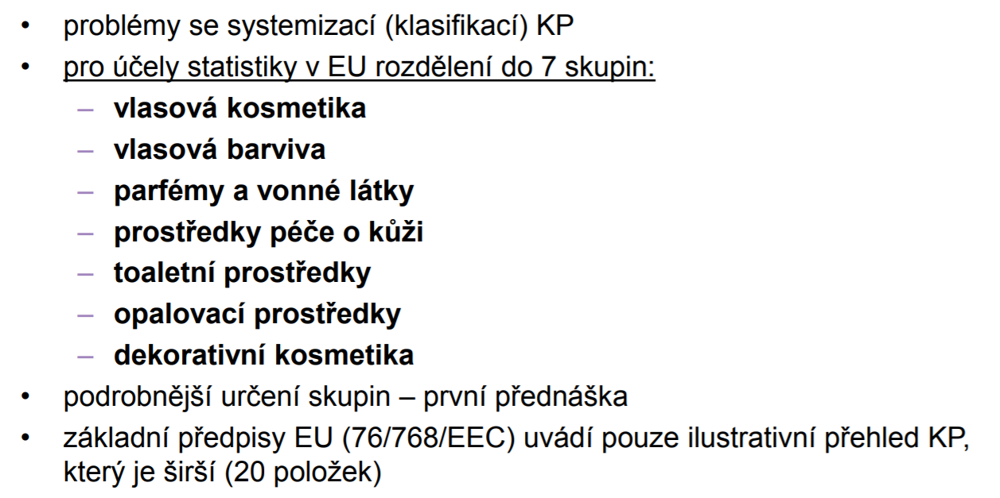 • problémy se systemizací (klasifikací) KP
• pro účely statistiky v EU rozdělení do 7 skupin:
– vlasová kosmetika
– vlasová barviva
– parfémy a vonné látky
– prostředky péče o kůži
– toaletní prostředky
– opalovací prostředky
– dekorativní kosmetika
• podrobnější určení skupin – první přednáška
• základní předpisy EU (76/768/EEC) uvádí pouze ilustrativní přehled KP,
který je širší (20 položek)